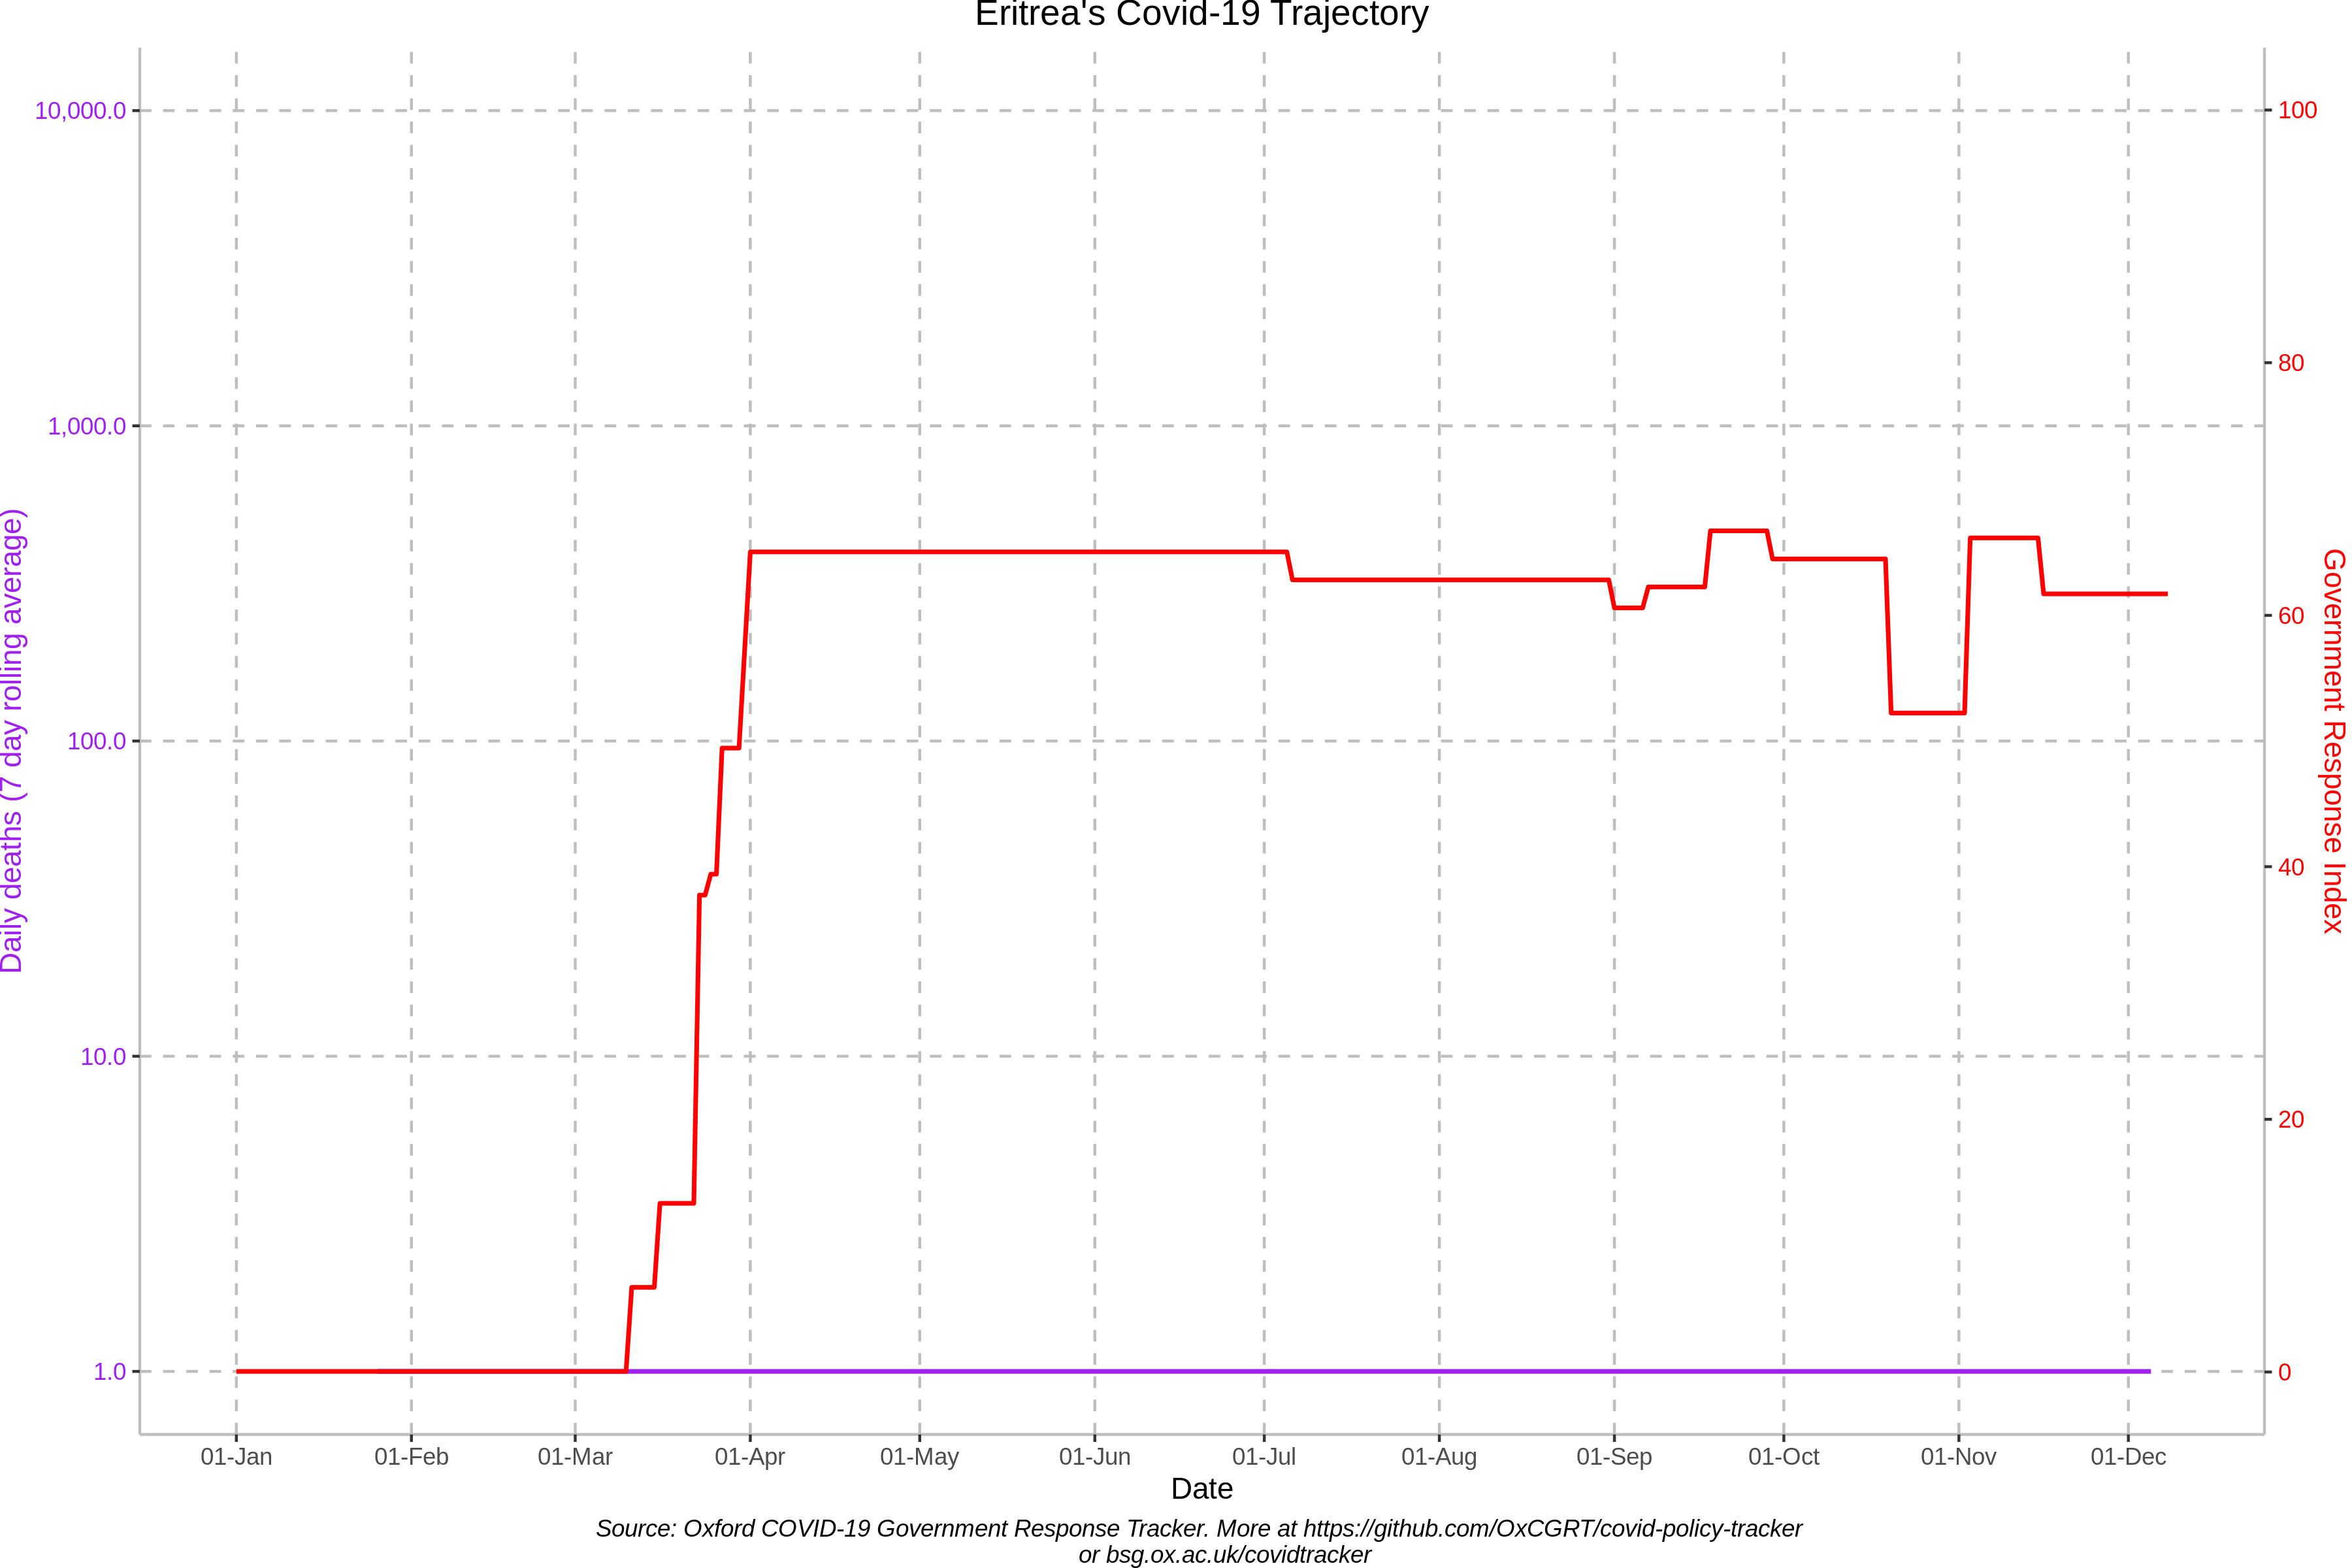 Eritrea's Covid-19 Trajectory
10,000.0
1,000.0
100.0
10.0
1.0
Daily deaths (7 day rolling average)
100
80
60
40
20
0
Government Response Index
01-Jan 01-Feb 01-Mar 01-Apr 01-May 01-Jun 01-Jul 01-Aug 01-Sep 01-Oct 01-Nov 01-Dec
Date
Source: Oxford COVID-19 Government Response Tracker. More at https://github.com/OxCGRT/covid-policy-tracker
or bsg.ox.ac.uk/covidtracker